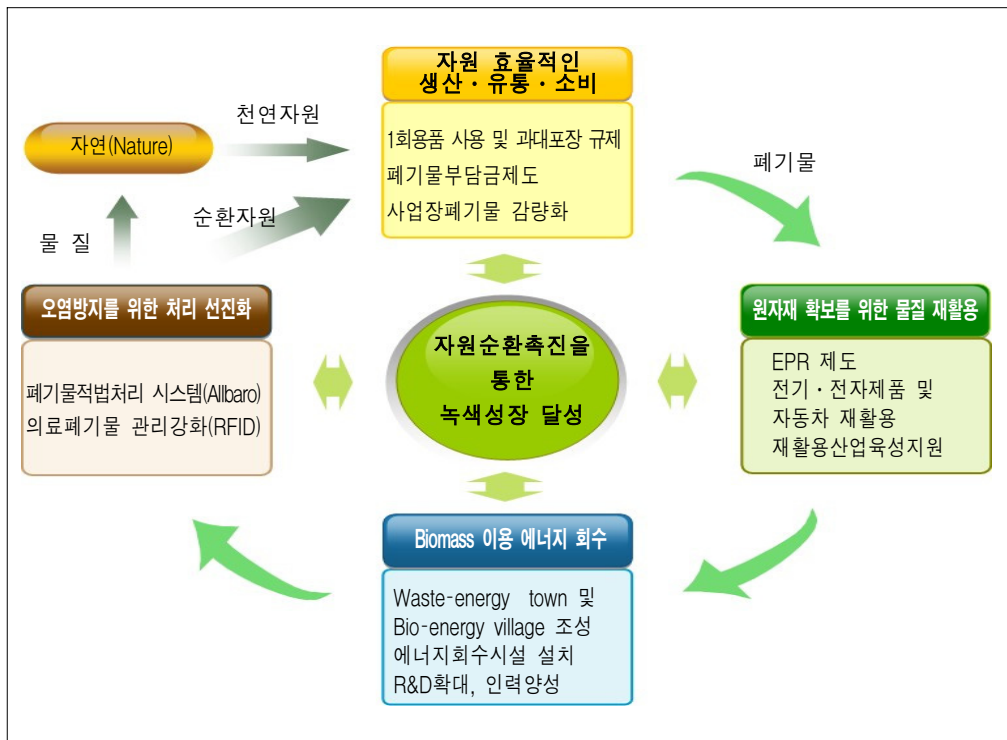 자원 효율적인
생산·유통·소비
1회용품 사용 및 과대포장 규제
폐기물부담금제도
사업장폐기물 감량화
천연자원
자연(Nature)
순환자원
물 질
폐기물
오염방지를 위한 처리 선진화
폐기물적법처리 시스템(Allbaro)
의료폐기물 관리강화(RFID)
자원순환촉진을
통한
녹색성장 달성
원자재 확보를 위한 물질 재활용
EPR 제도
전기·전자제품 및
자동차 재활용
재활용산업육성지원
Biomass 이용 에너지 회수
Waste-energy town 및
Bio-energy village 조성
에너지회수시설 설치
R&D확대, 인력양성